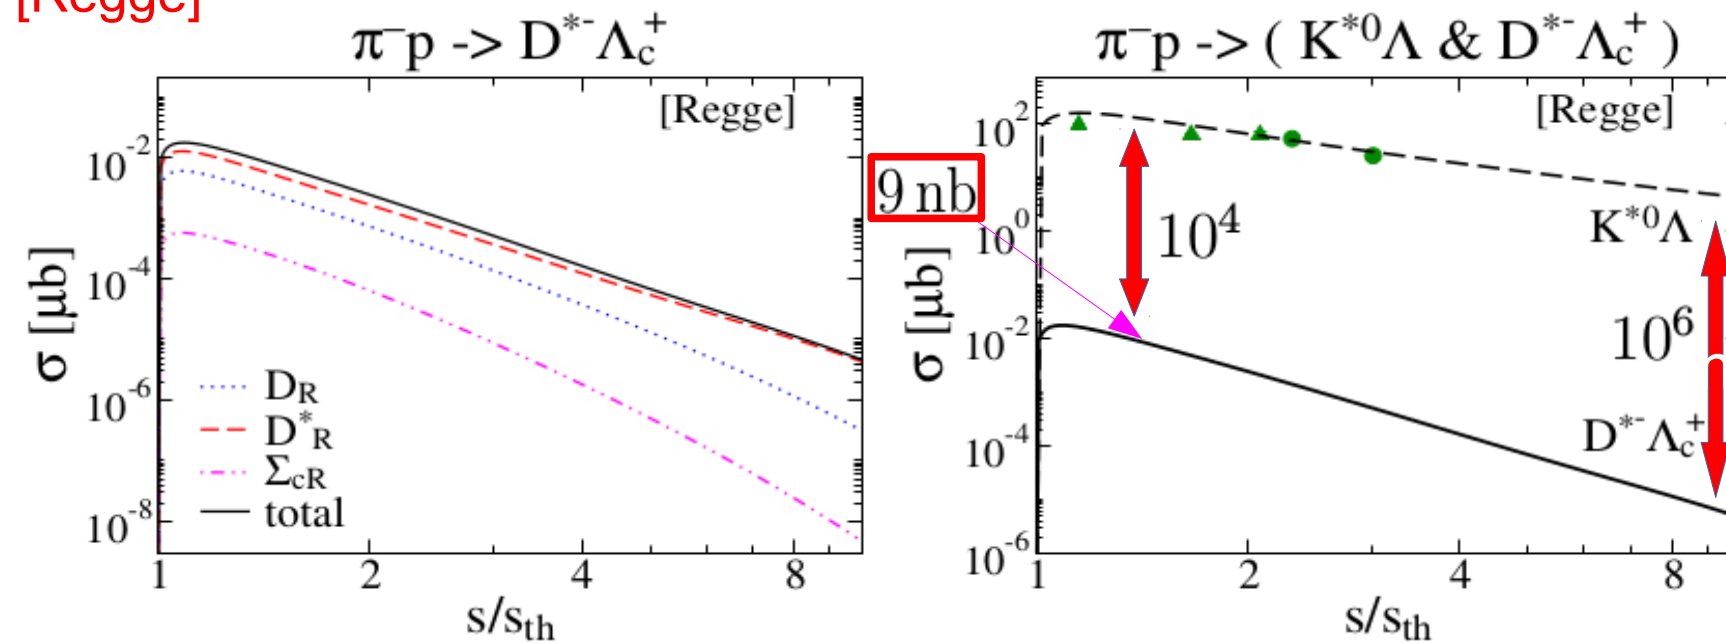 [Regge]
π⁻p -> D*⁻Λc⁺
[Regge]
σ [μb]
10⁻²
10⁻⁴
10⁻⁶
10⁻⁸
DR
D*R
ΣcR
total
1 2 4 8
s/sth
π⁻p -> ( K*⁰Λ & D*⁻Λc⁺ )
[Regge]
9 nb
σ [μb]
10²
10⁰
10⁻²
10⁻⁴
10⁻⁶
10⁴
K*⁰Λ
10⁶
D*⁻Λc⁺
1 2 4 8
s/sth